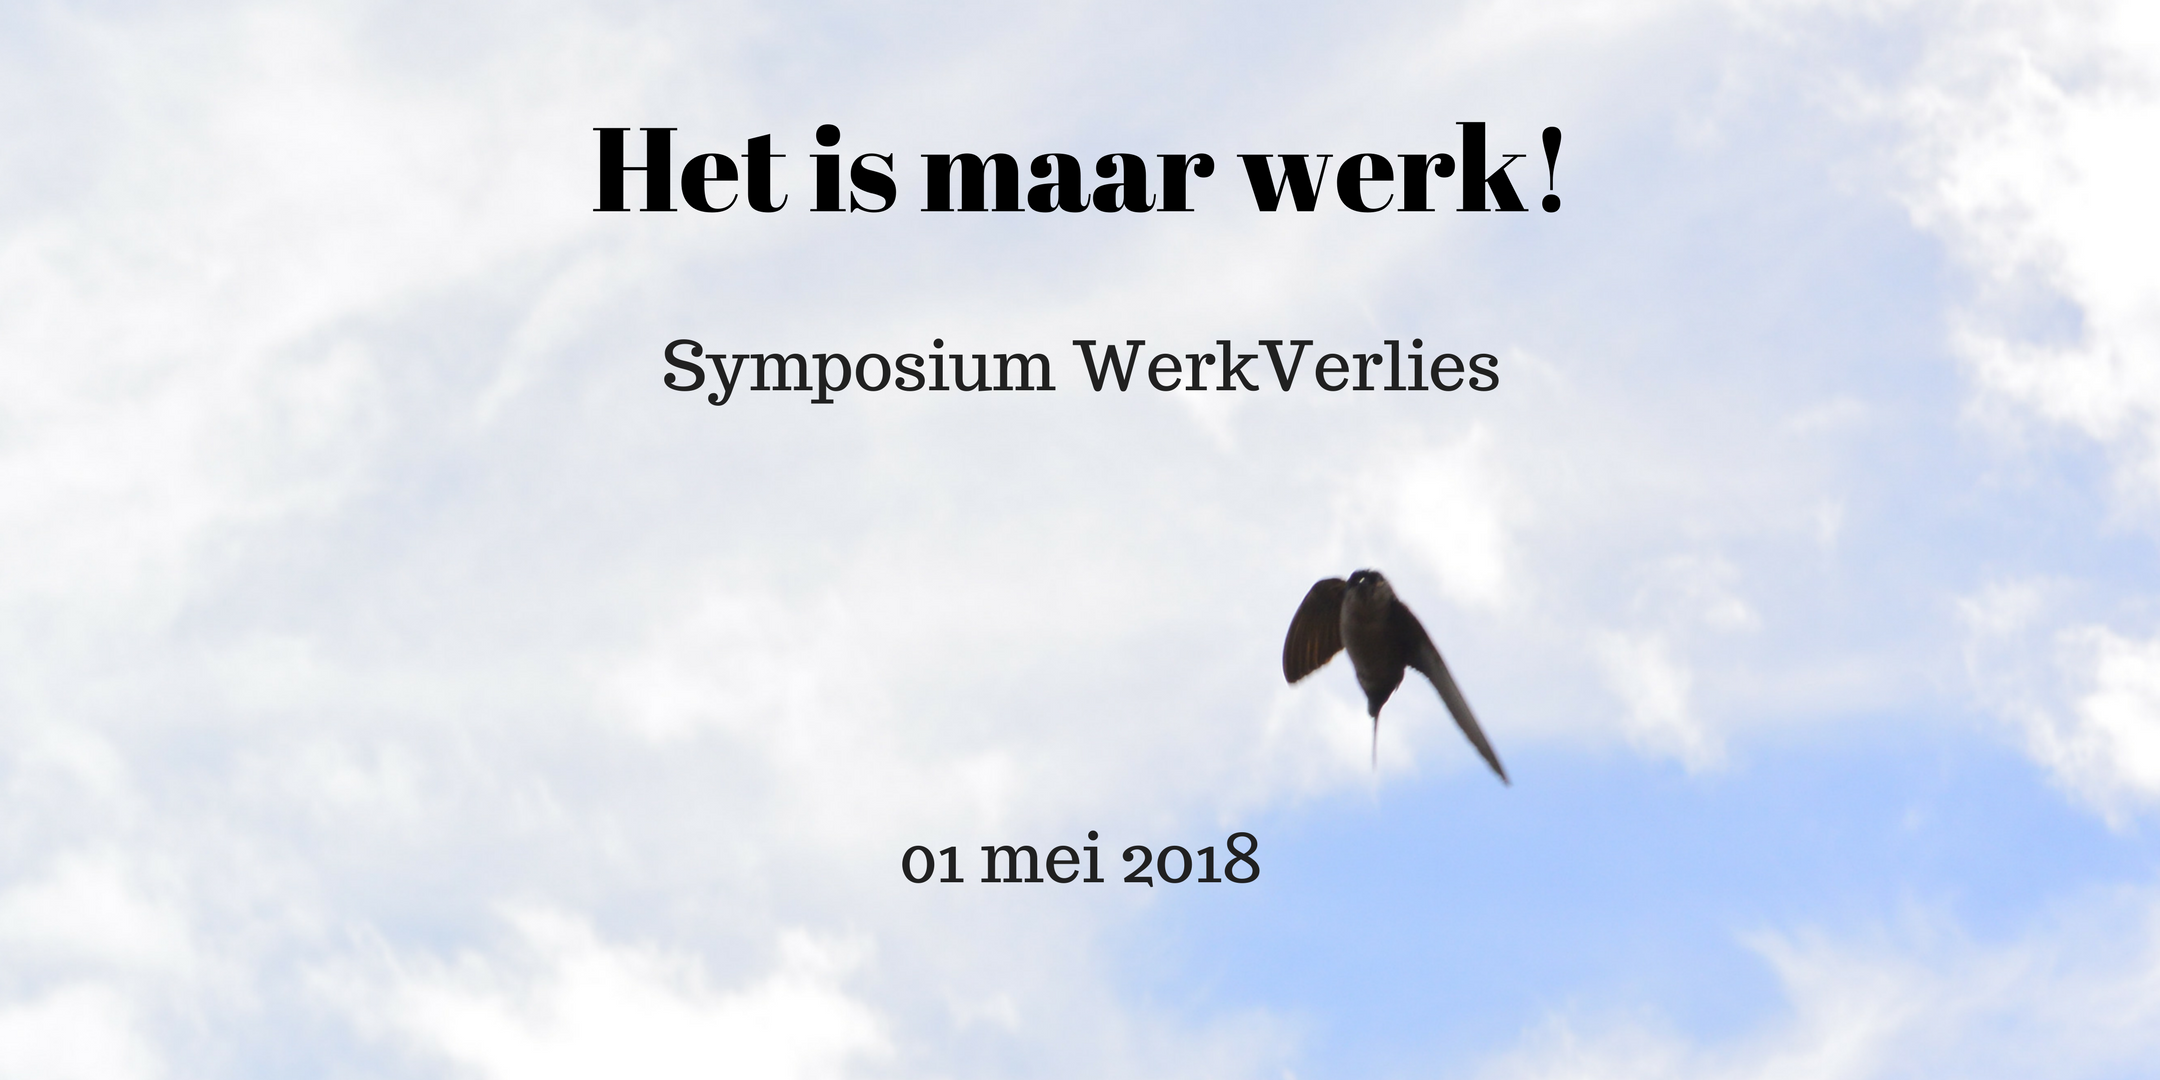 Het is maar werk!
Symposium WerkVerlies
01 mei 2018